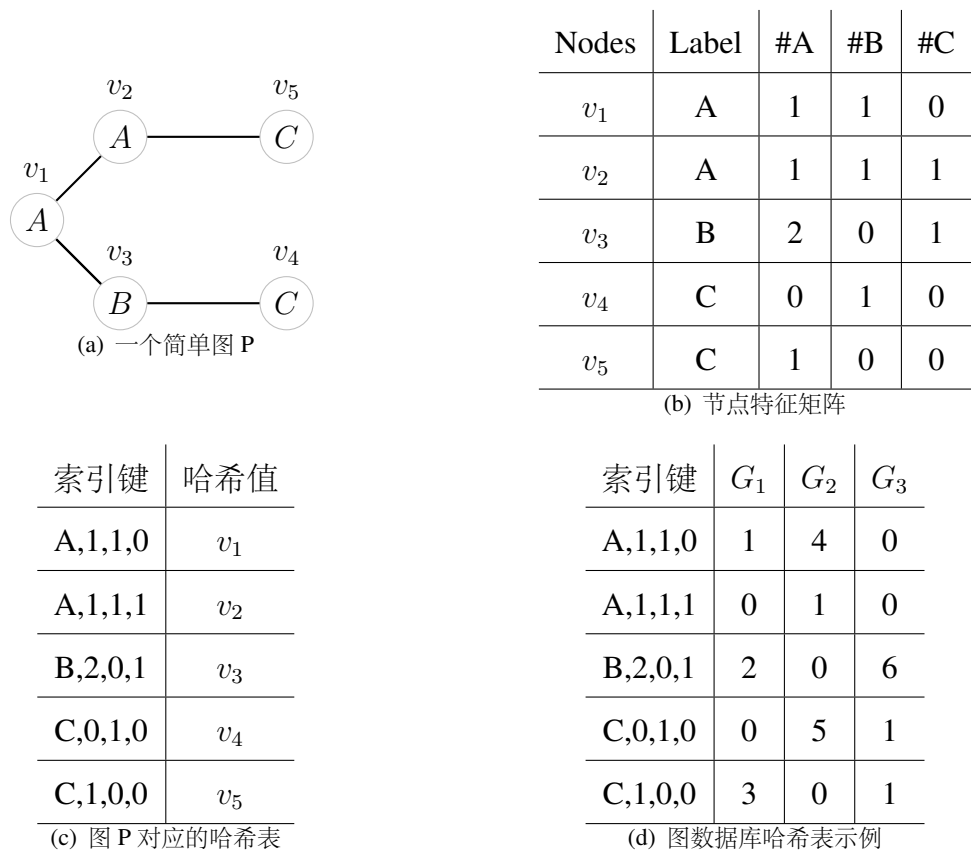 v₂ v₅
A C
v₁
A
v₃ v₄
B C
(a) 一个简单图 P
Nodes Label #A #B #C
v₁ A 1 1 0
v₂ A 1 1 1
v₃ B 2 0 1
v₄ C 0 1 0
v₅ C 1 0 0
(b) 节点特征矩阵
索引键 哈希值
A,1,1,0 v₁
A,1,1,1 v₂
B,2,0,1 v₃
C,0,1,0 v₄
C,1,0,0 v₅
(c) 图 P 对应的哈希表
索引键 G₁ G₂ G₃
A,1,1,0 1 4 0
A,1,1,1 0 1 0
B,2,0,1 2 0 6
C,0,1,0 0 5 1
C,1,0,0 3 0 1
(d) 图数据库哈希表示例